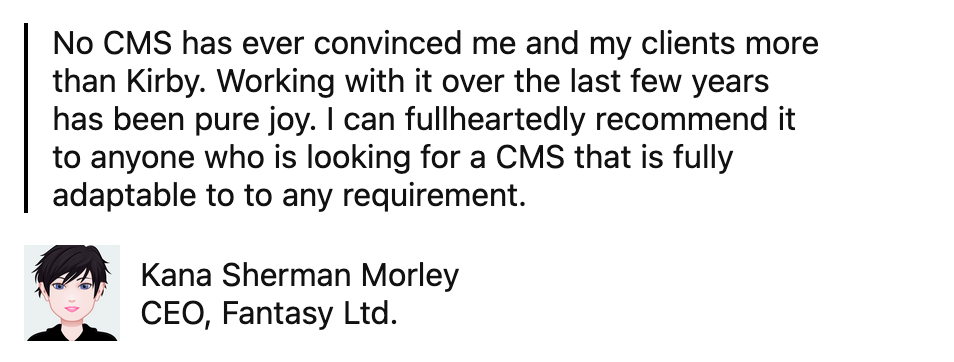 No CMS has ever convinced me and my clients more
than Kirby. Working with it over the last few years
has been pure joy. I can fullheartedly recommend it
to anyone who is looking for a CMS that is fully
adaptable to to any requirement.
Kana Sherman Morley
CEO, Fantasy Ltd.